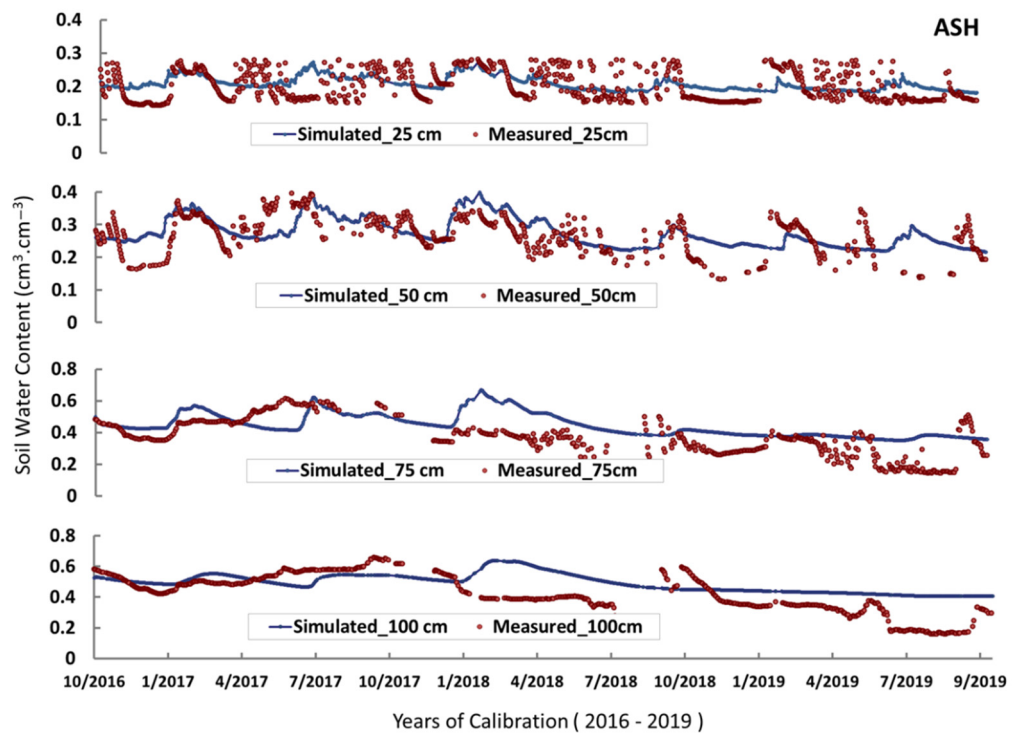 ASH
Soil Water Content (cm³.cm⁻³)
0.4
0.3
0.2
0.1
0
Simulated_25 cm Measured_25cm
0.4
0.3
0.2
0.1
0
Simulated_50 cm Measured_50cm
0.8
0.6
0.4
0.2
0
Simulated_75 cm Measured_75cm
0.8
0.6
0.4
0.2
0
Simulated_100 cm Measured_100cm
10/2016 1/2017 4/2017 7/2017 10/2017 1/2018 4/2018 7/2018 10/2018 1/2019 4/2019 7/2019 9/2019
Years of Calibration ( 2016 - 2019 )